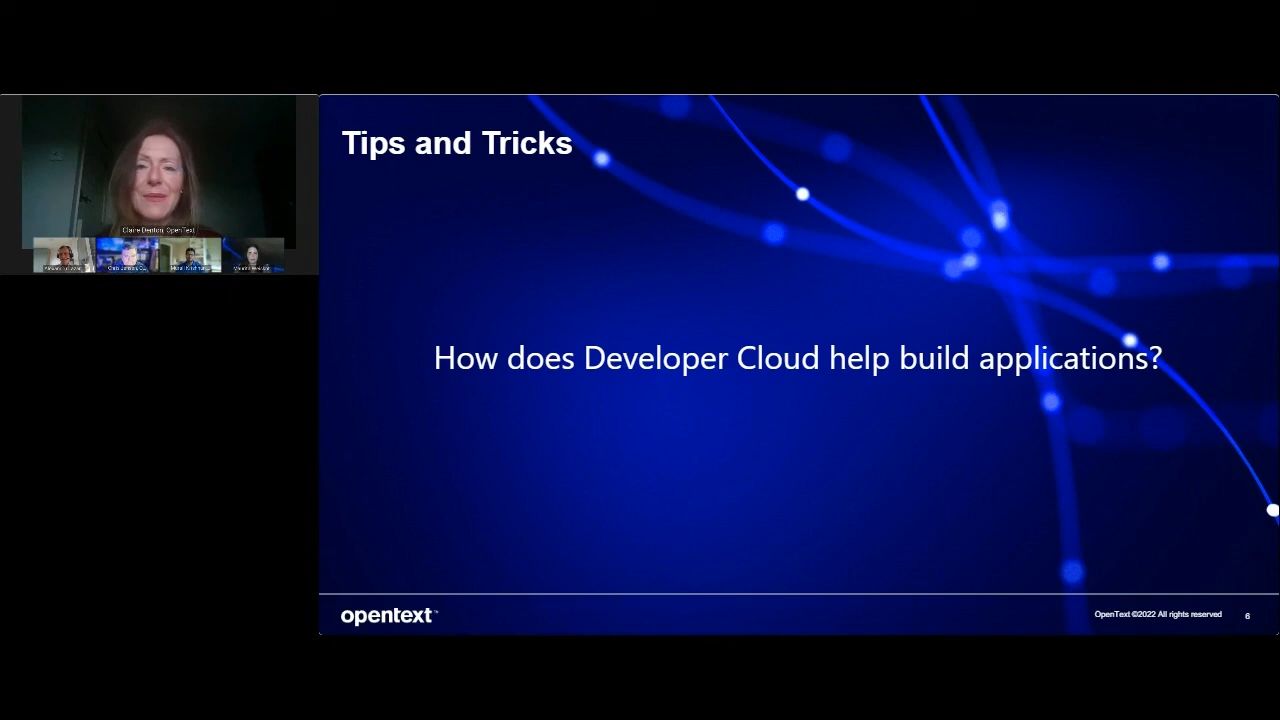 Tips and Tricks
Claire Denton, OpenText
How does Developer Cloud help build applications?
opentext™
OpenText ©2022 All rights reserved
6